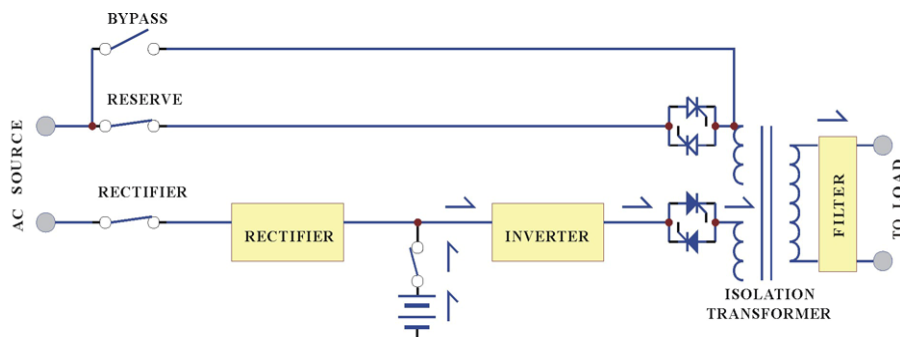 BYPASS
RESERVE
AC SOURCE
RECTIFIER
RECTIFIER
INVERTER
FILTER
TO LOAD
ISOLATION
TRANSFORMER